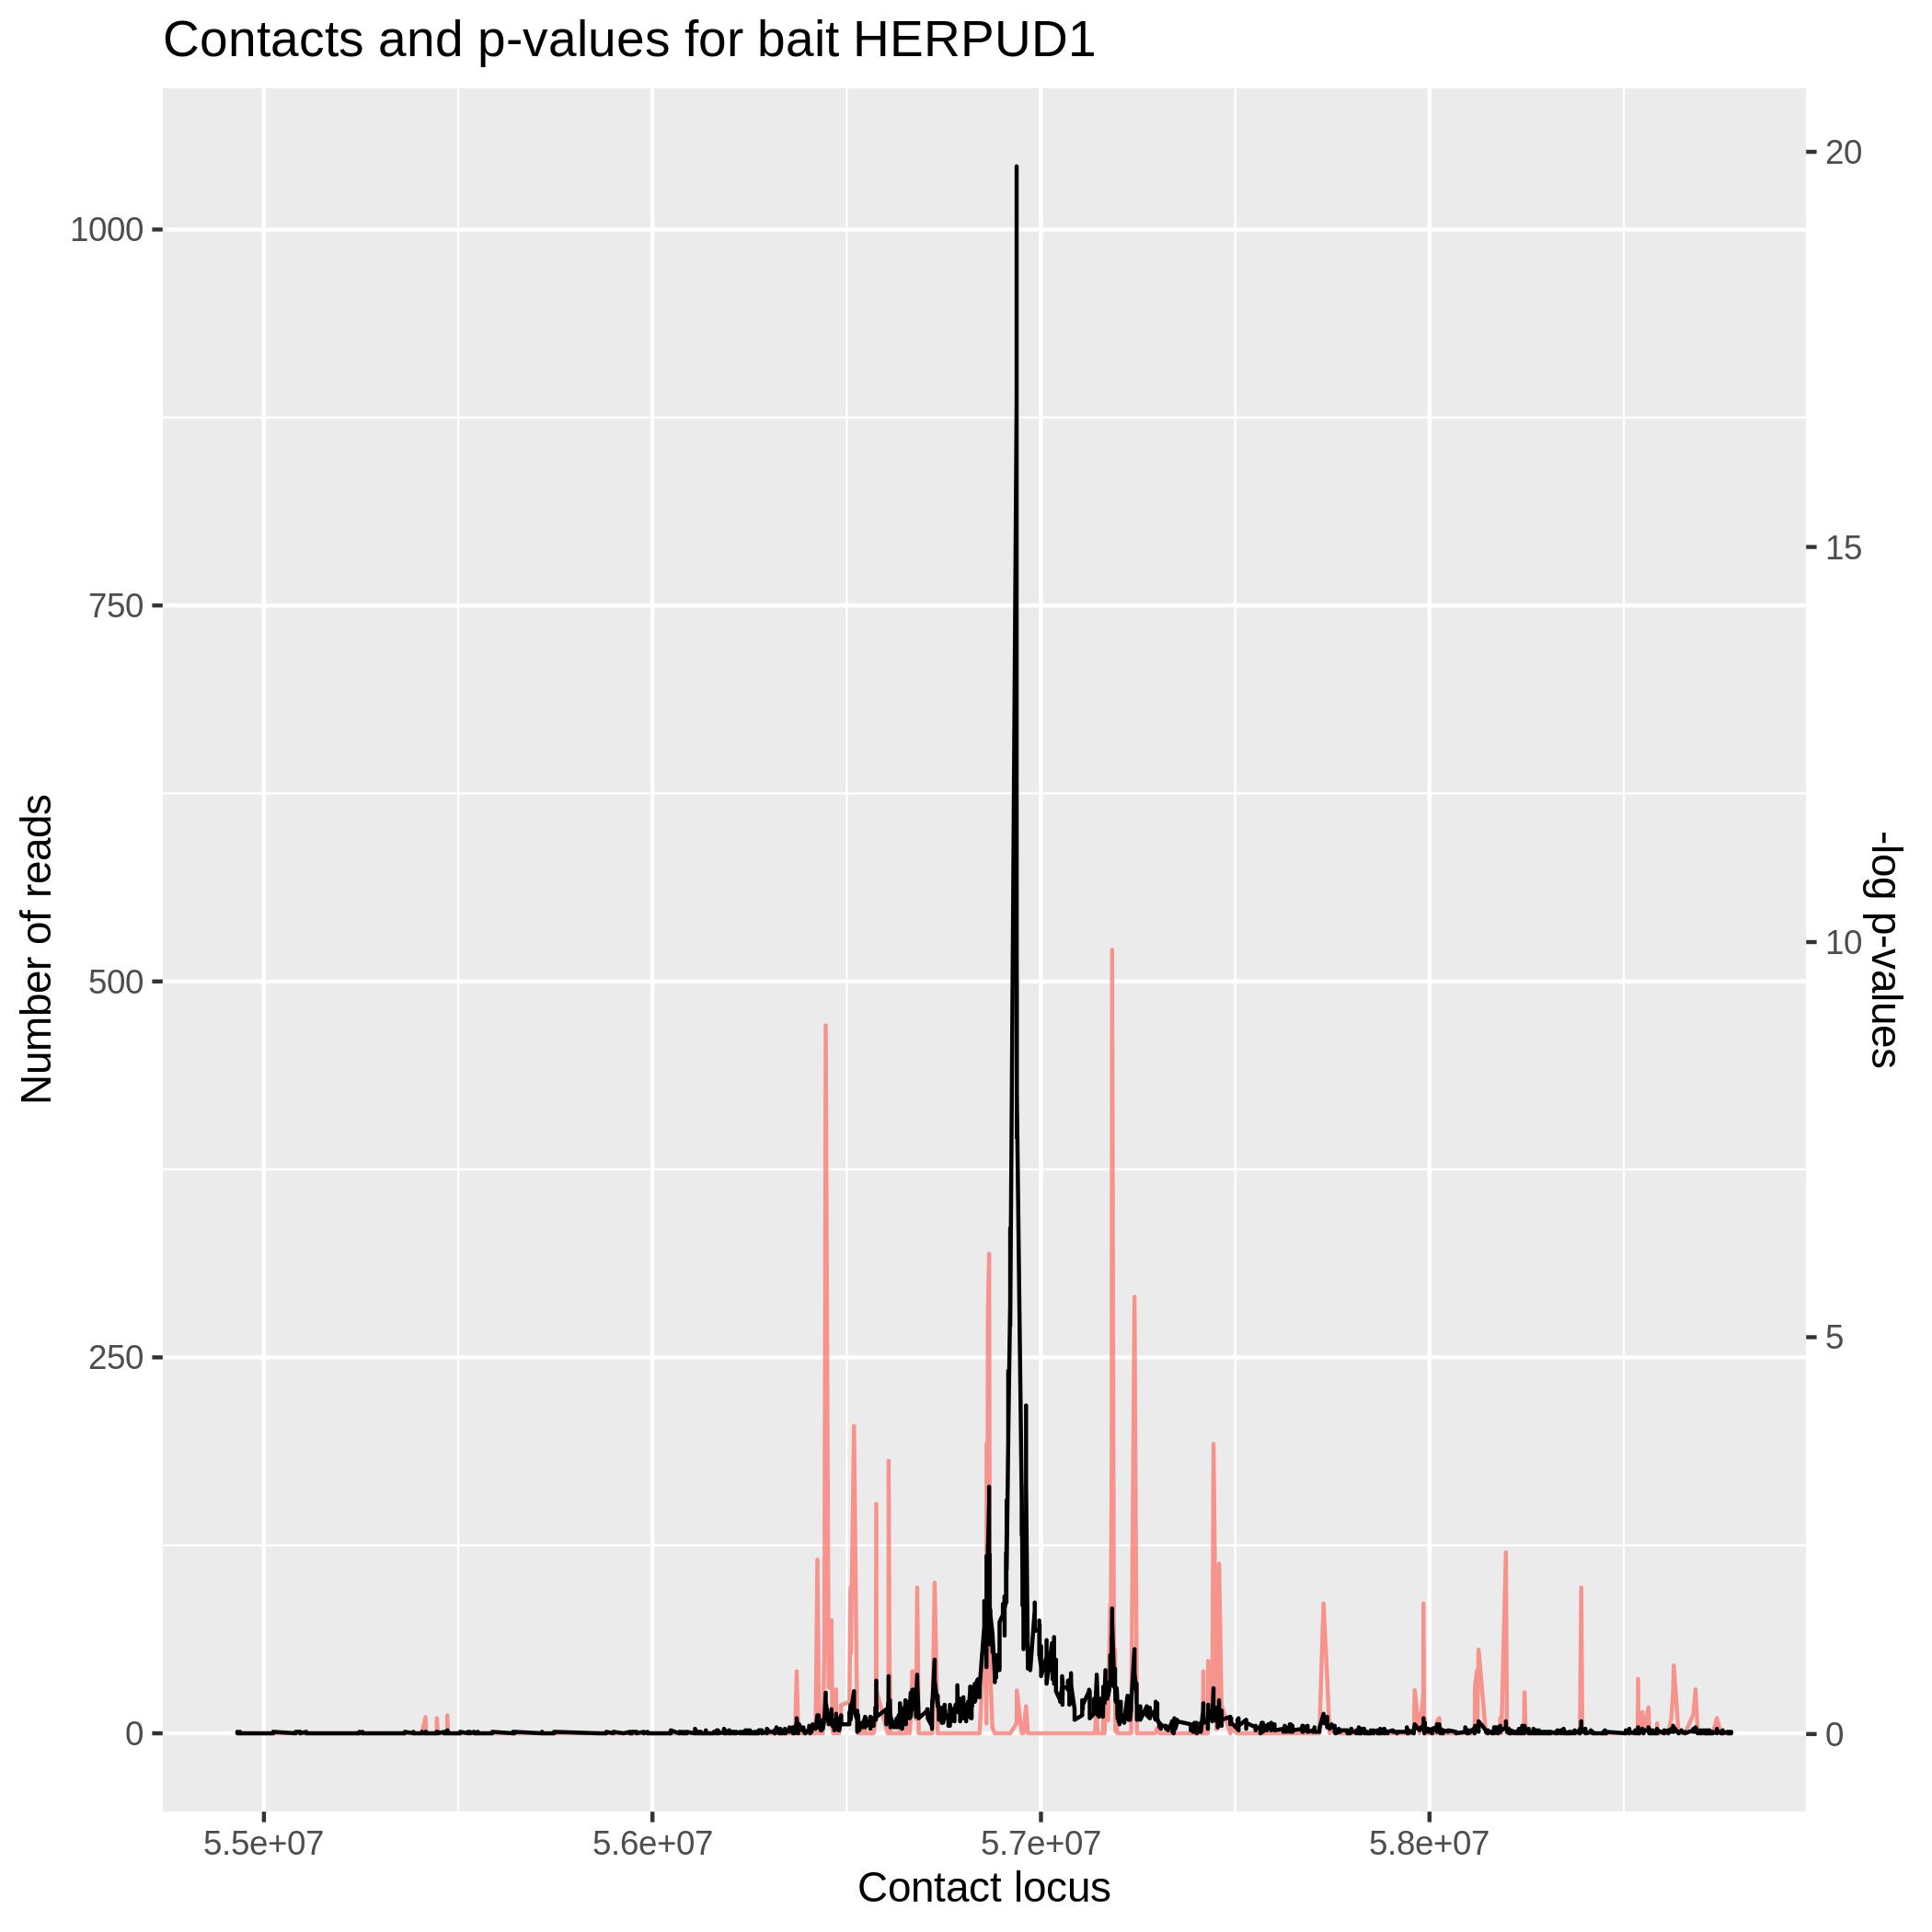 Contacts and p-values for bait HERPUD1
Number of reads
1000
750
500
250
0
20
15
10
5
0
-log p-values
5.5e+07
5.6e+07
5.7e+07
5.8e+07
Contact locus